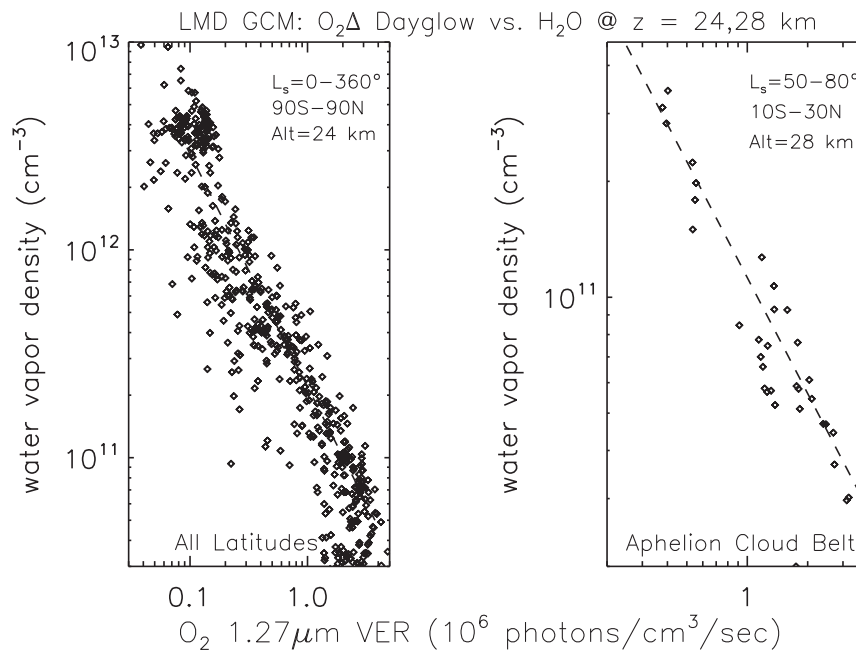 LMD GCM: O₂Δ Dayglow vs. H₂O @ z = 24,28 km
water vapor density (cm⁻³)
10¹³
10¹²
10¹¹
Lₛ=0−360°
90S−90N
Alt=24 km
All Latitudes
0.1
1.0
water vapor density (cm⁻³)
10¹¹
Lₛ=50−80°
10S−30N
Alt=28 km
Aphelion Cloud Belt
1
O₂ 1.27μm VER (10⁶ photons/cm³/sec)